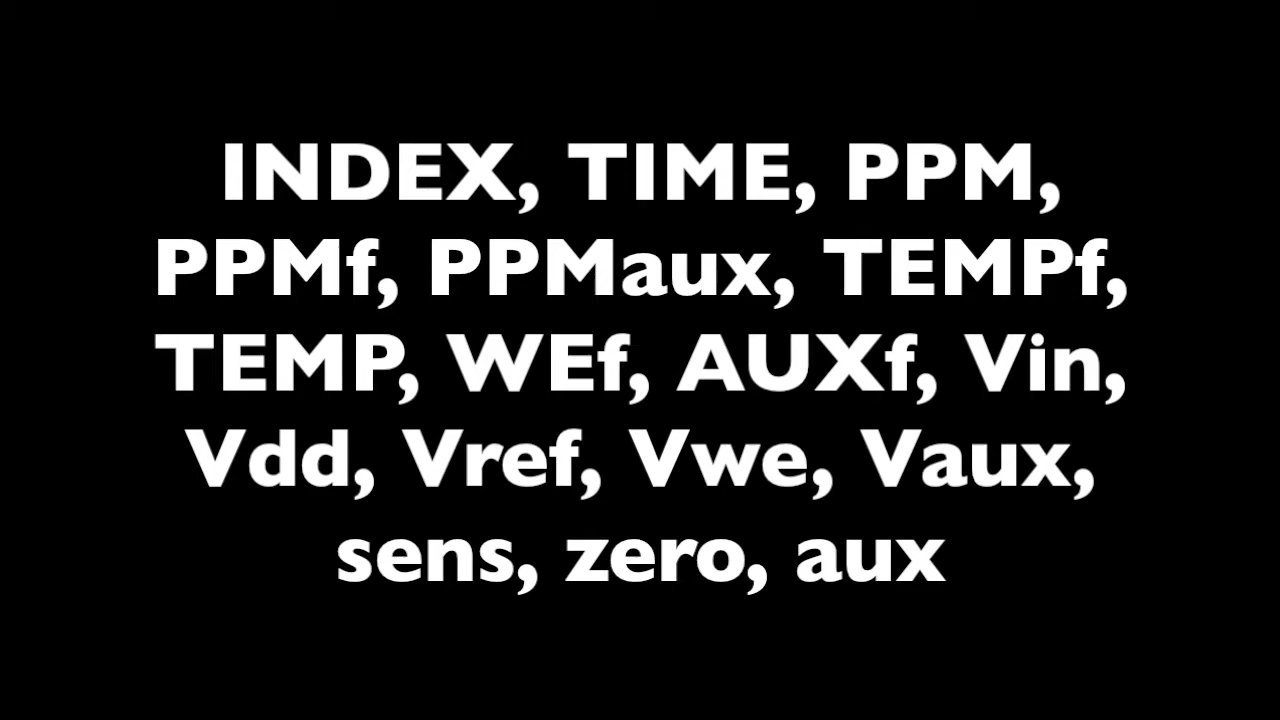 INDEX, TIME, PPM,
PPMf, PPMaux, TEMPf,
TEMP, WEf, AUXf, Vin,
Vdd, Vref, Vwe, Vaux,
sens, zero, aux